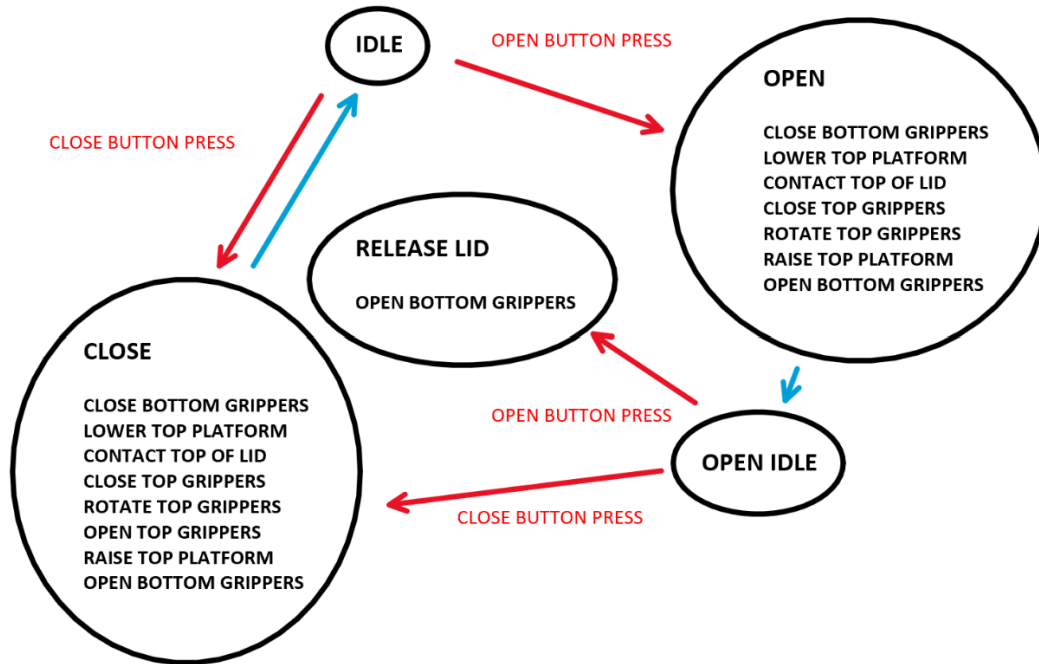 IDLE
OPEN BUTTON PRESS
OPEN
CLOSE BOTTOM GRIPPERS
LOWER TOP PLATFORM
CONTACT TOP OF LID
CLOSE TOP GRIPPERS
ROTATE TOP GRIPPERS
RAISE TOP PLATFORM
OPEN BOTTOM GRIPPERS
CLOSE BUTTON PRESS
RELEASE LID
OPEN BOTTOM GRIPPERS
CLOSE
CLOSE BOTTOM GRIPPERS
LOWER TOP PLATFORM
CONTACT TOP OF LID
CLOSE TOP GRIPPERS
ROTATE TOP GRIPPERS
OPEN TOP GRIPPERS
RAISE TOP PLATFORM
OPEN BOTTOM GRIPPERS
OPEN BUTTON PRESS
OPEN IDLE
CLOSE BUTTON PRESS